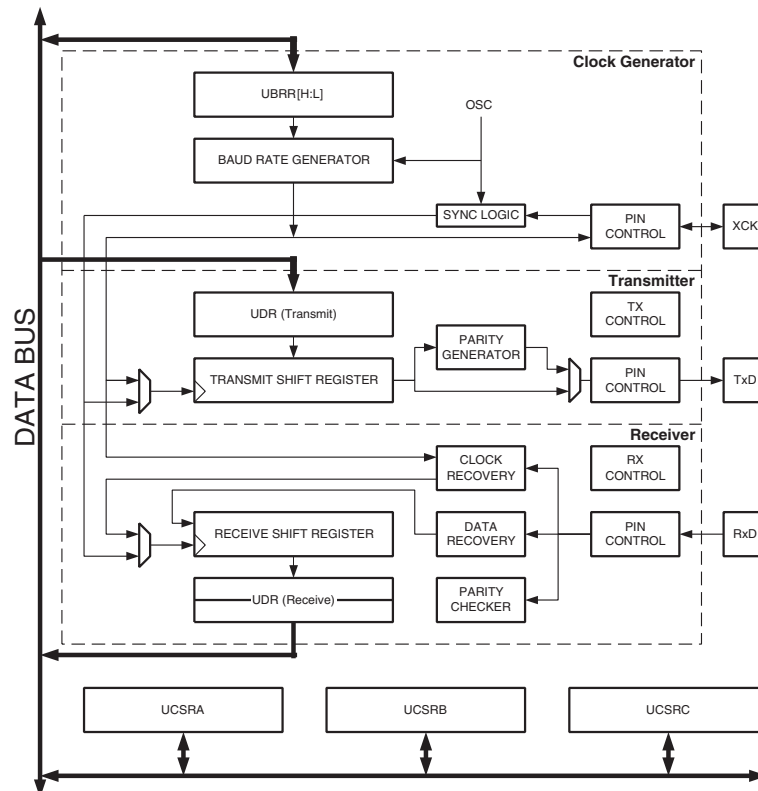 Clock Generator
UBRR[H:L]
OSC
BAUD RATE GENERATOR
SYNC LOGIC
PIN
CONTROL
XCK
Transmitter
UDR (Transmit)
TX
CONTROL
PARITY
GENERATOR
TRANSMIT SHIFT REGISTER
PIN
CONTROL
TxD
DATA BUS
Receiver
CLOCK
RECOVERY
RX
CONTROL
RECEIVE SHIFT REGISTER
DATA
RECOVERY
PIN
CONTROL
RxD
UDR (Receive)
PARITY
CHECKER
UCSRA
UCSRB
UCSRC